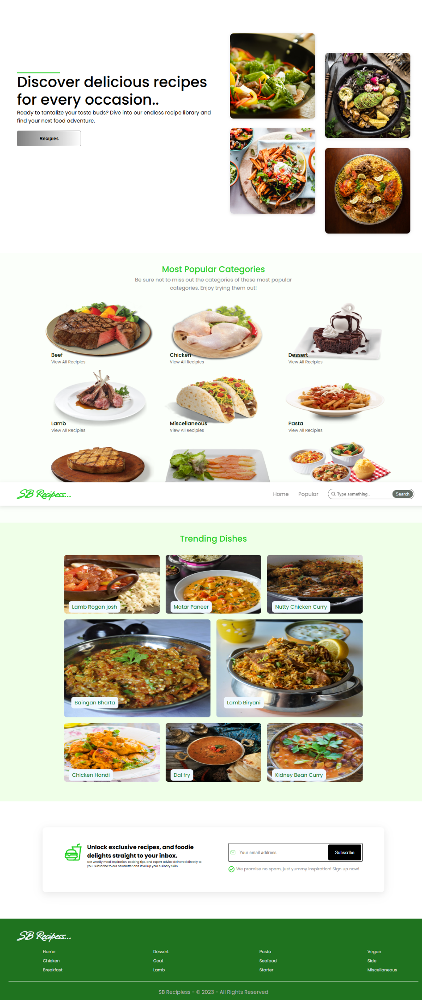 Discover delicious recipes
for every occasion..
Ready to tantalize your taste buds? Dive into our endless recipe library and
find your next food adventure.
Recipies
Most Popular Categories
Be sure not to miss out the categories of these most popular
categories. Enjoy trying them out!
Beef
View All Recipies
Chicken
View All Recipies
Dessert
View All Recipies
Lamb
View All Recipies
Miscellaneous
View All Recipies
Pasta
View All Recipies
SB Recipess...
Home
Popular
Type something..
Search
Trending Dishes
Lamb Rogan josh
Matar Paneer
Nutty Chicken Curry
Baingan Bharta
Lamb Biryani
Chicken Handi
Dal fry
Kidney Bean Curry
Unlock exclusive recipes, and foodie
delights straight to your inbox.
Get weekly meal inspiration, cooking tips, and expert advice delivered directly to
you. Subscribe to our newsletter and level up your culinary skills
Your email address
Subscribe
We promise no spam, just yummy inspiration! Sign up now!
SB Recipess...
Home
Dessert
Pasta
Vegan
Chicken
Goat
Seafood
Side
Breakfast
Lamb
Starter
Miscellaneous
SB Recipiess - © 2023 - All Rights Reserved